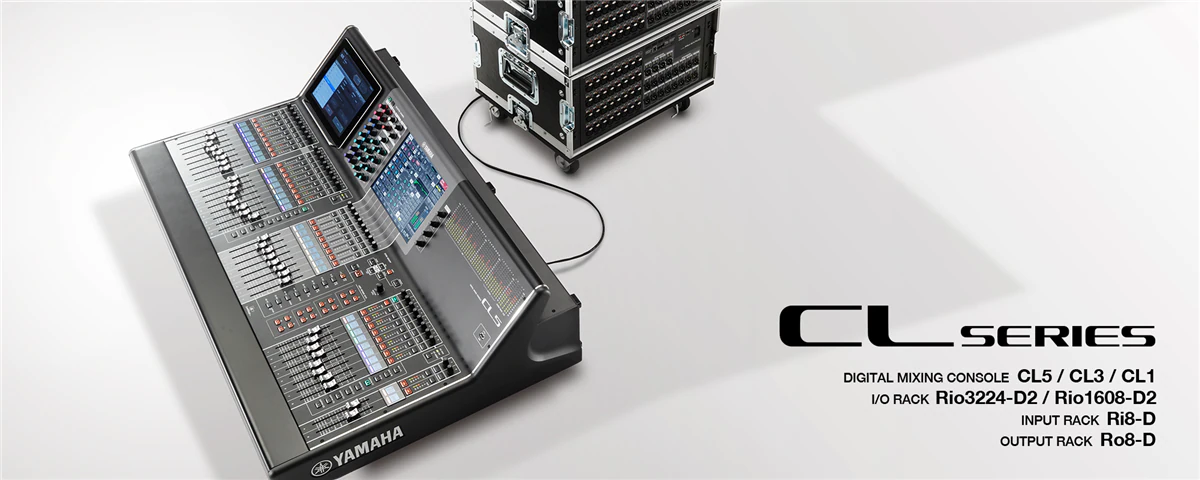 CL SERIES
DIGITAL MIXING CONSOLE CL5 / CL3 / CL1
I/O RACK Rio3224-D2 / Rio1608-D2
INPUT RACK Ri8-D
OUTPUT RACK Ro8-D
CL5
YAMAHA